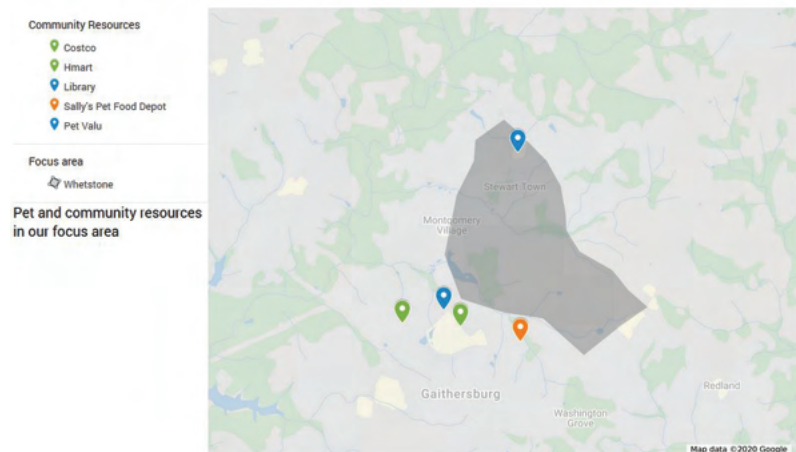 Community Resources
Costco
Hmart
Library
Sally's Pet Food Depot
Pet Valu
Focus area
Whetstone
Pet and community resources
in our focus area
Stewart Town
Montgomery
Village
Gaithersburg
Washington
Grove
Redland
Map data ©2020 Google